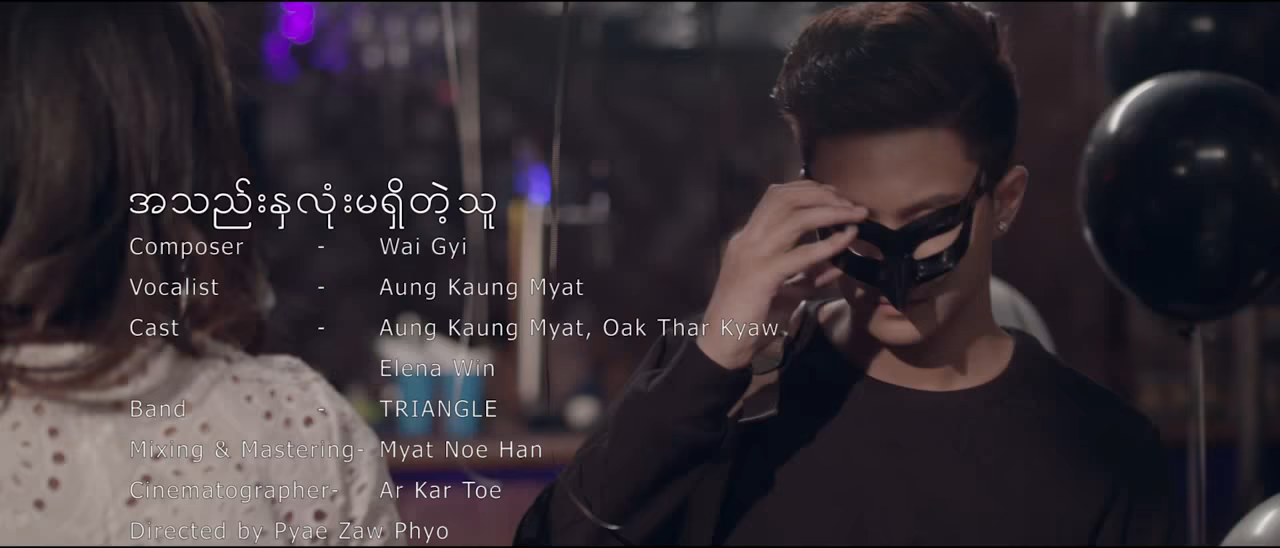 အသည်းနှလုံးမရှိတဲ့သူ
Composer - Wai Gyi
Vocalist - Aung Kaung Myat
Cast - Aung Kaung Myat, Oak Thar Kyaw
Elena Win
Band - TRIANGLE
Mixing & Mastering- Myat Noe Han
Cinematographer- Ar Kar Toe
Directed by Pyae Zaw Phyo